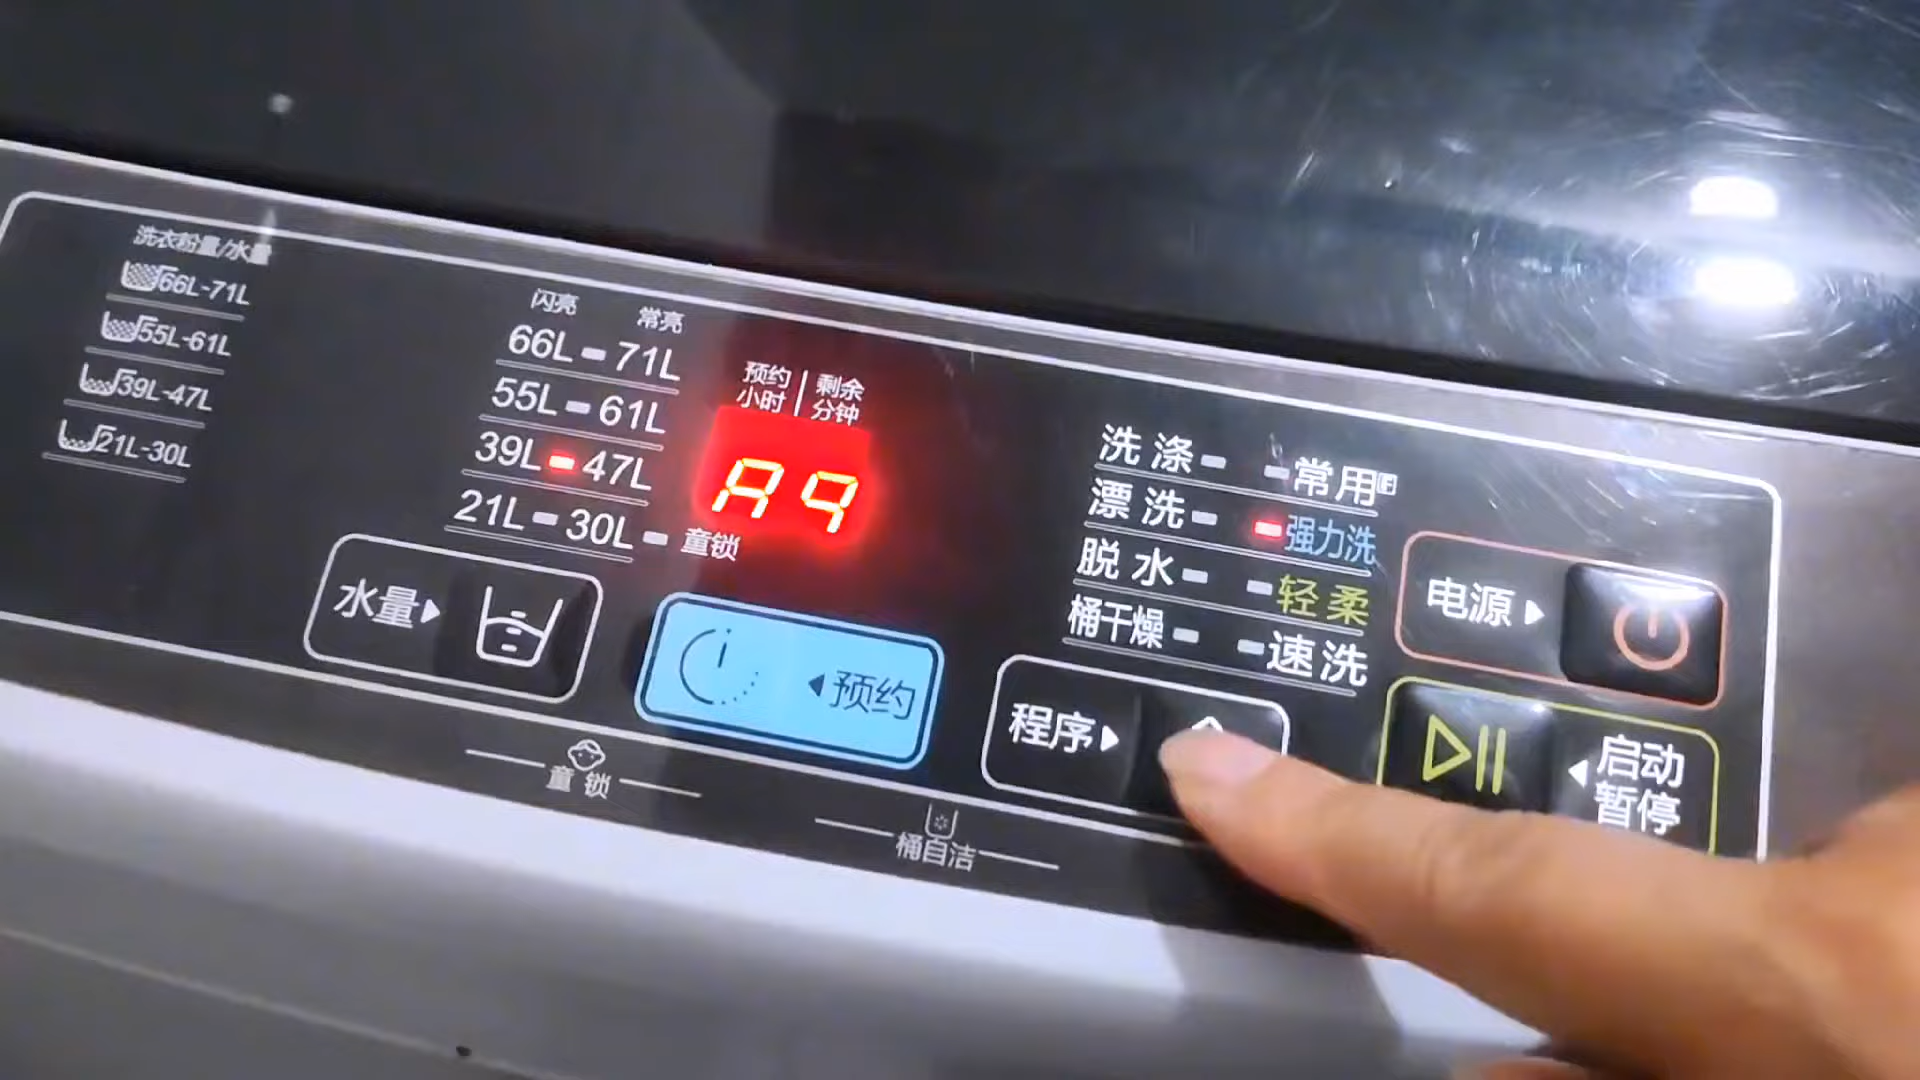 洗衣粉量/水量
66L-71L
55L-61L
39L-47L
21L-30L
闪亮 常亮
66L 71L
55L 61L
39L 47L
21L 30L 童锁
预约 小时 | 剩余 分钟
A9
洗涤 常用
漂洗 强力洗
脱水 轻柔
桶干燥 速洗
水量
预约
程序
电源
启动
暂停
童锁
桶自洁